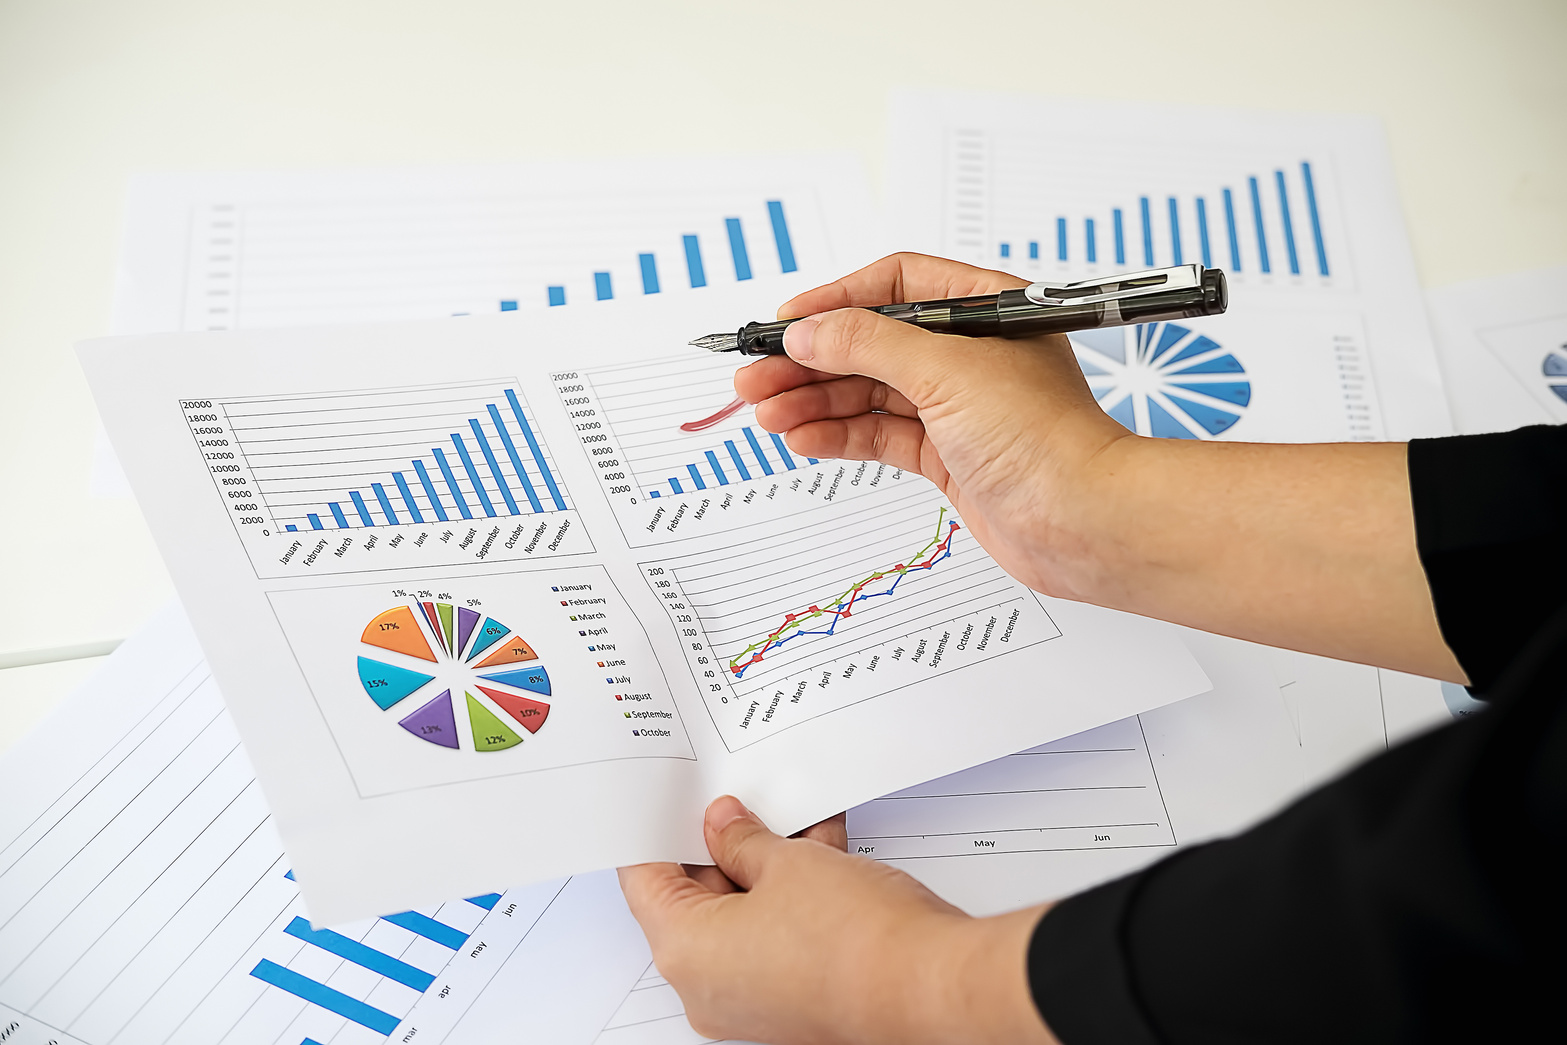 20000
18000
16000
14000
12000
10000
8000
6000
4000
2000
0
January
February
March
April
May
June
July
August
September
October
November
December
20000
18000
16000
14000
12000
10000
8000
6000
4000
2000
0
January
February
March
April
May
June
July
August
September
October
1% 2% 4% 5%
6%
7%
8%
10%
12%
13%
15%
17%
January
February
March
April
May
June
July
August
September
October
200
180
160
140
120
100
80
60
40
20
0
January
February
March
April
May
June
July
August
September
October
November
December
Apr May Jun
mar
apr
may
jun